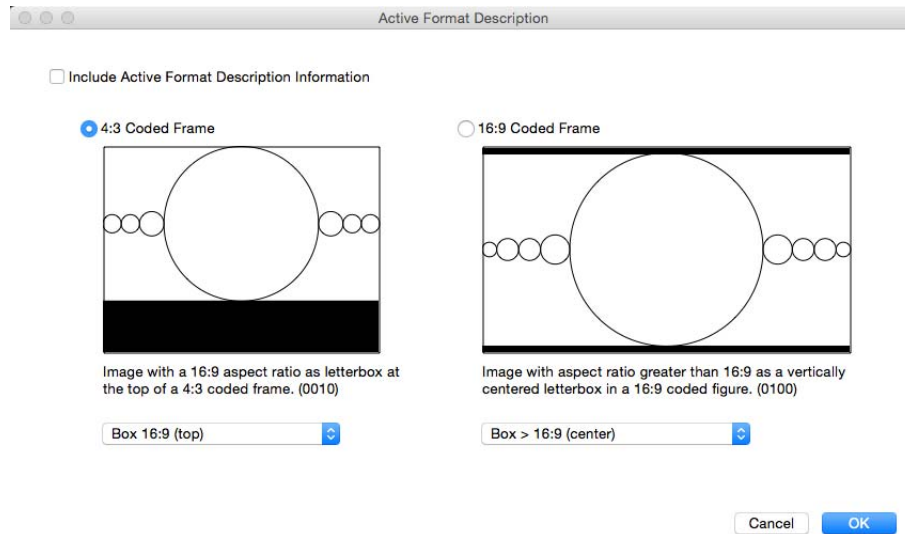 Active Format Description
Include Active Format Description Information
4:3 Coded Frame
16:9 Coded Frame
Image with a 16:9 aspect ratio as letterbox at
the top of a 4:3 coded frame. (0010)
Image with aspect ratio greater than 16:9 as a vertically
centered letterbox in a 16:9 coded figure. (0100)
Box 16:9 (top)
Box > 16:9 (center)
Cancel
OK